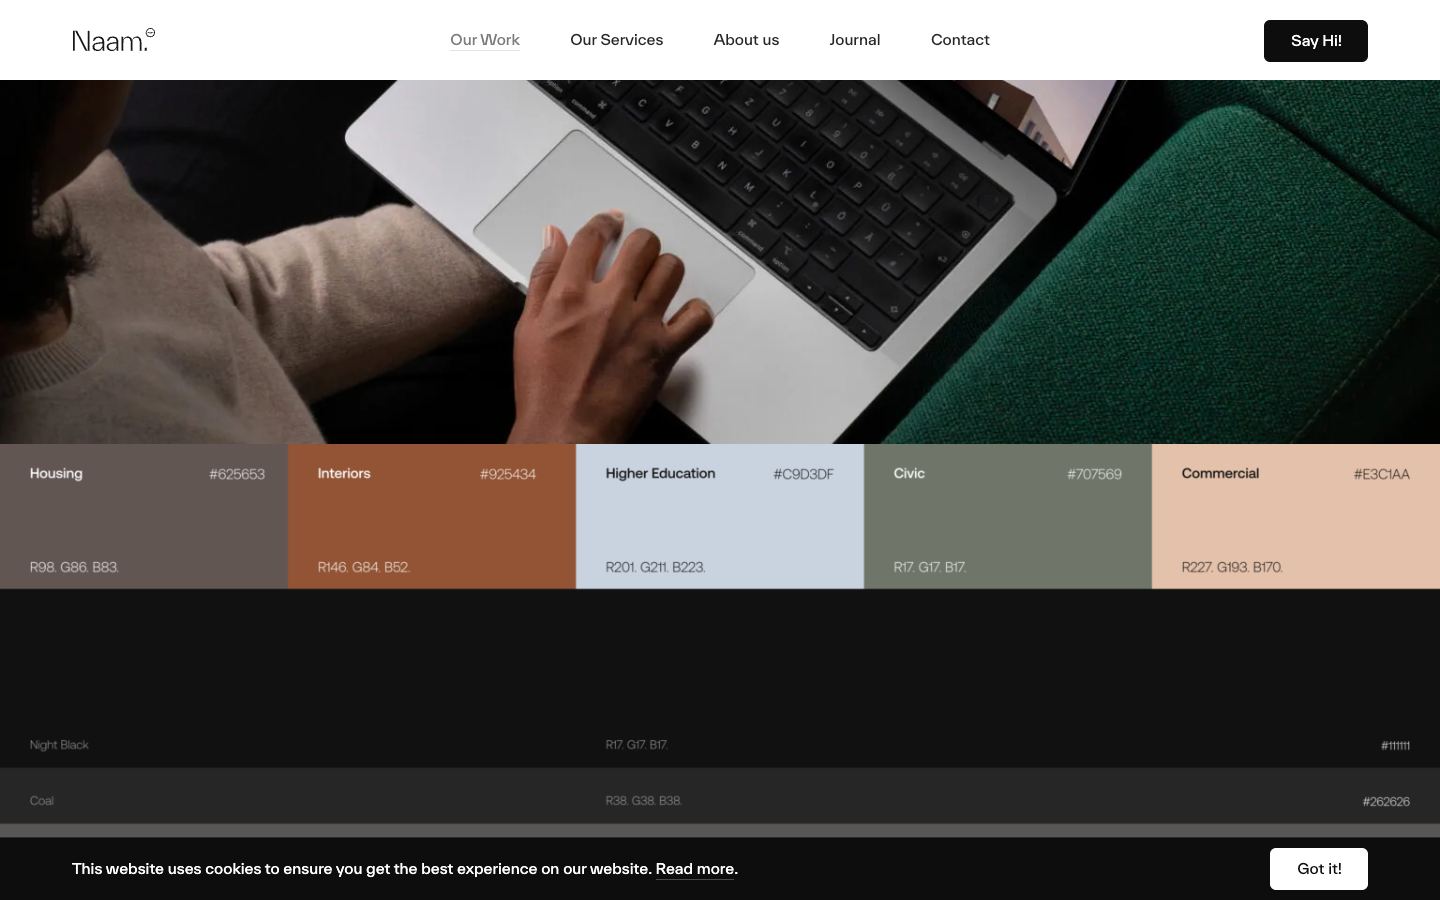 Naam.
Our Work
Our Services
About us
Journal
Contact
Say Hi!
Housing #625653
Interiors #925434
Higher Education #C9D3DF
Civic #707569
Commercial #E3C1AA
R98. G86. B83.
R146. G84. B52.
R201. G211. B223.
R17. G17. B17.
R227. G193. B170.
Night Black R17. G17. B17. #111111
Coal R38. G38. B38. #262626
This website uses cookies to ensure you get the best experience on our website. Read more.
Got it!